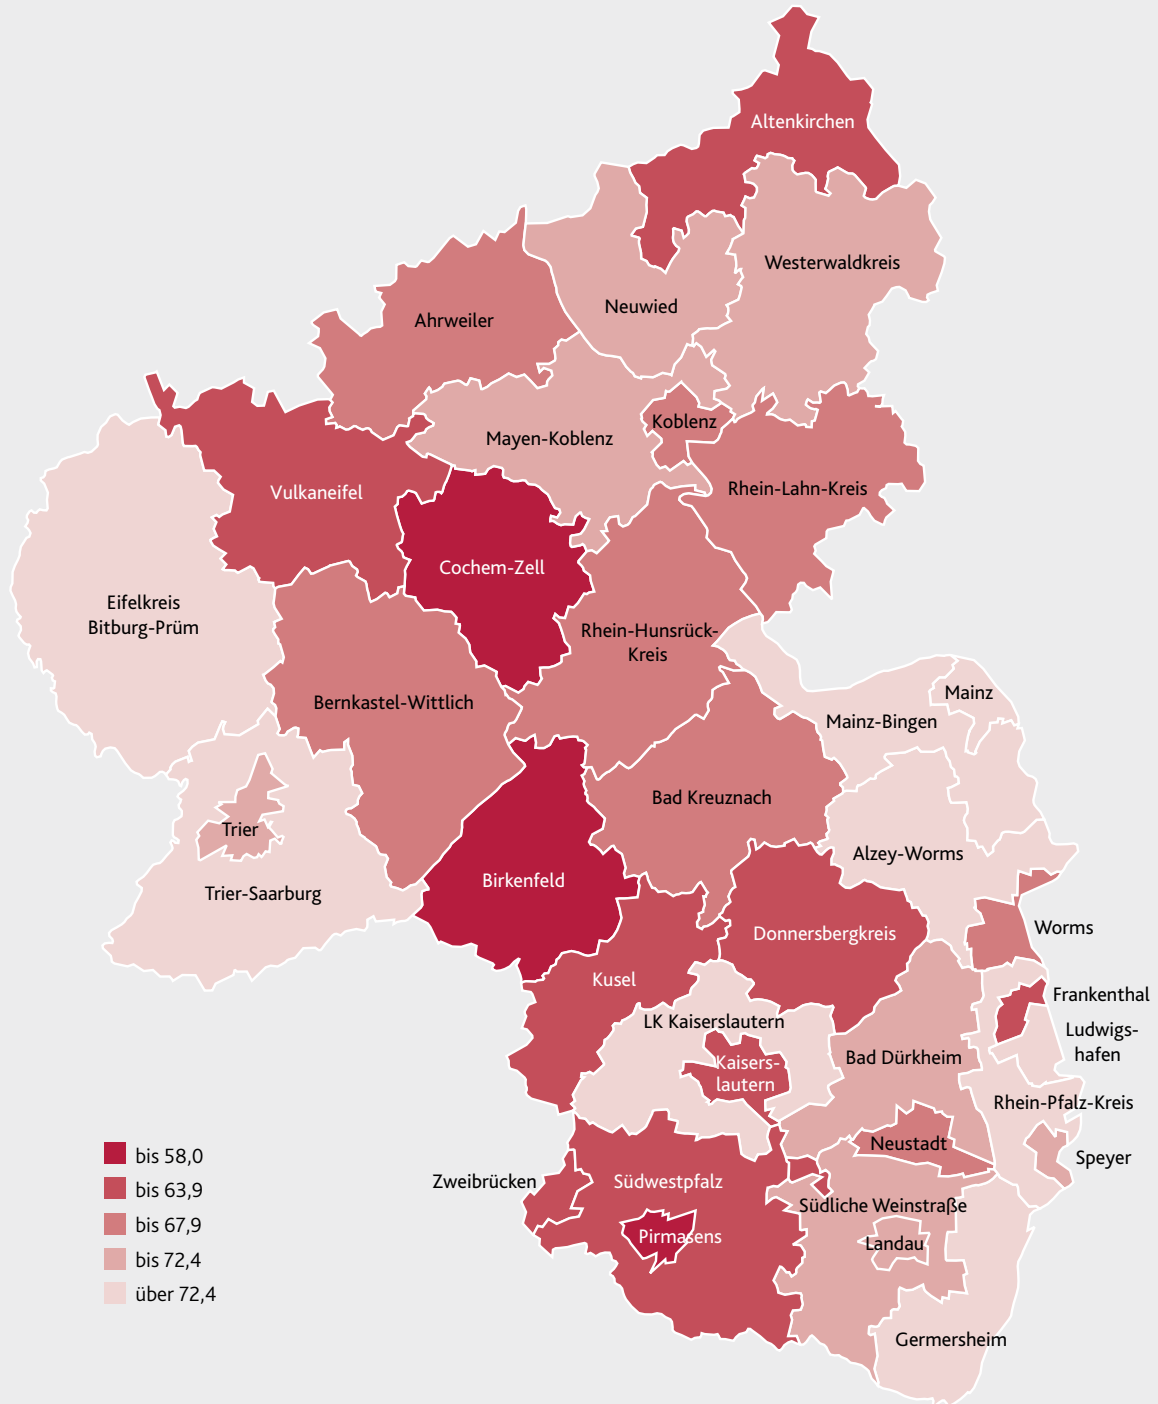 Altenkirchen
Westerwaldkreis
Neuwied
Ahrweiler
Koblenz
Mayen-Koblenz
Rhein-Lahn-Kreis
Vulkaneifel
Cochem-Zell
Eifelkreis
Bitburg-Prüm
Rhein-Hunsrück-
Kreis
Mainz
Bernkastel-Wittlich
Mainz-Bingen
Bad Kreuznach
Trier
Alzey-Worms
Birkenfeld
Trier-Saarburg
Worms
Donnersbergkreis
Kusel
Frankenthal
LK Kaiserslautern
Ludwigs-
hafen
Bad Dürkheim
Kaisers-
lautern
Rhein-Pfalz-Kreis
Neustadt
Speyer
Zweibrücken
Südwestpfalz
Südliche Weinstraße
Pirmasens
Landau
Germersheim
bis 58,0
bis 63,9
bis 67,9
bis 72,4
über 72,4